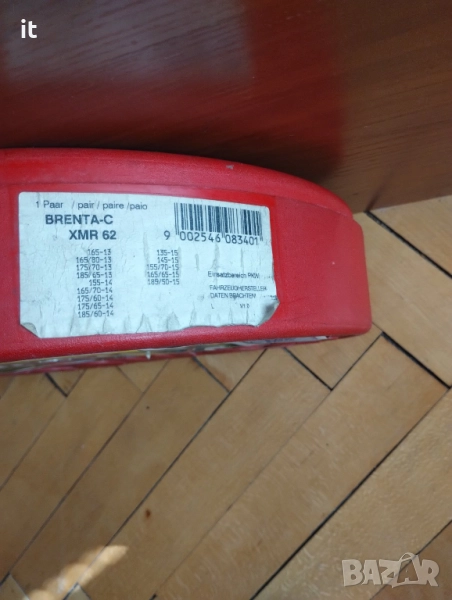 it
1 Paar / pair / paire / paio
BRENTA-C
XMR 62
9 002546 083401
165-13
165/80-13
175/70-13
185/65-13
155-14
165/70-14
175/60-14
175/65-14
185/60-14
135-15
145-15
155/70-15
165/65-15
185/50-15
Einsatzbereich PKW
FAHRZEUGHERSTELLER
DATEN BEACHTEN!
BAZAR